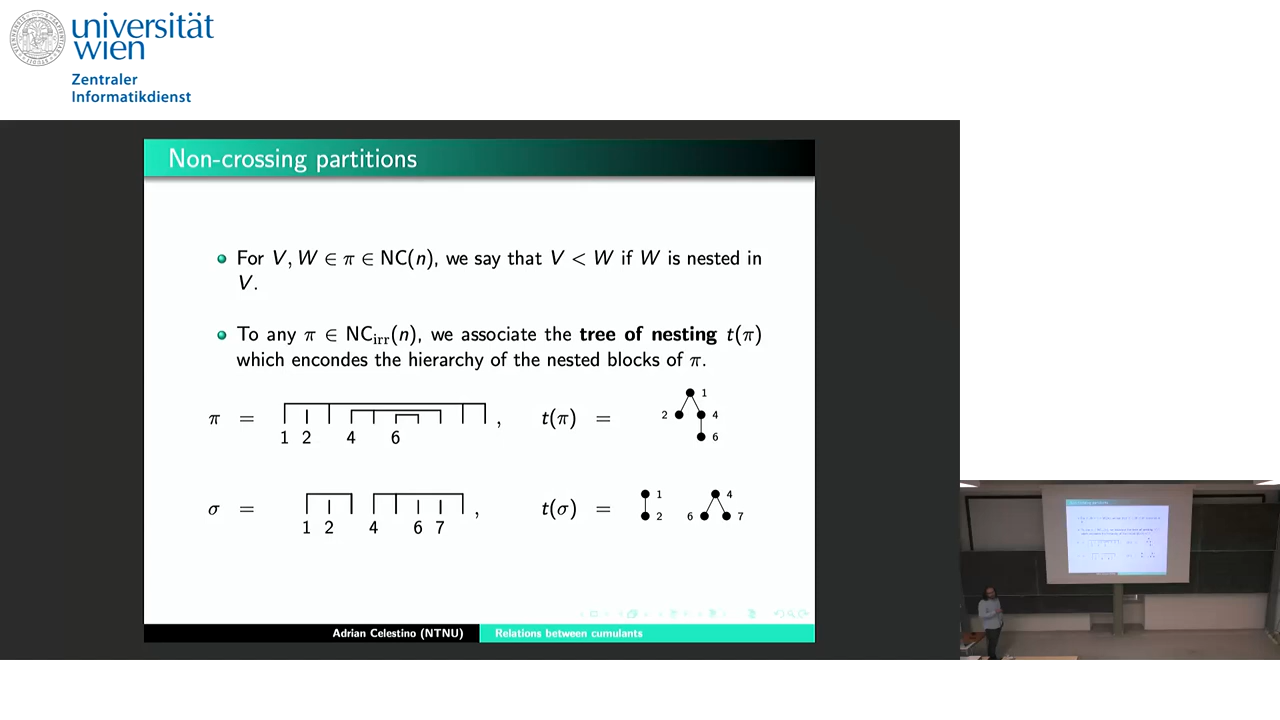 universität
wien
Zentraler
Informatikdienst
Non-crossing partitions
For V, W ∈ π ∈ NC(n), we say that V < W if W is nested in
V.
To any π ∈ NCirr(n), we associate the tree of nesting t(π)
which encondes the hierarchy of the nested blocks of π.
π = , t(π) =
1 2 4 6
1
2 4
6
σ = , t(σ) =
1 2 4 6 7
1 4
2 6 7
Adrian Celestino (NTNU) Relations between cumulants